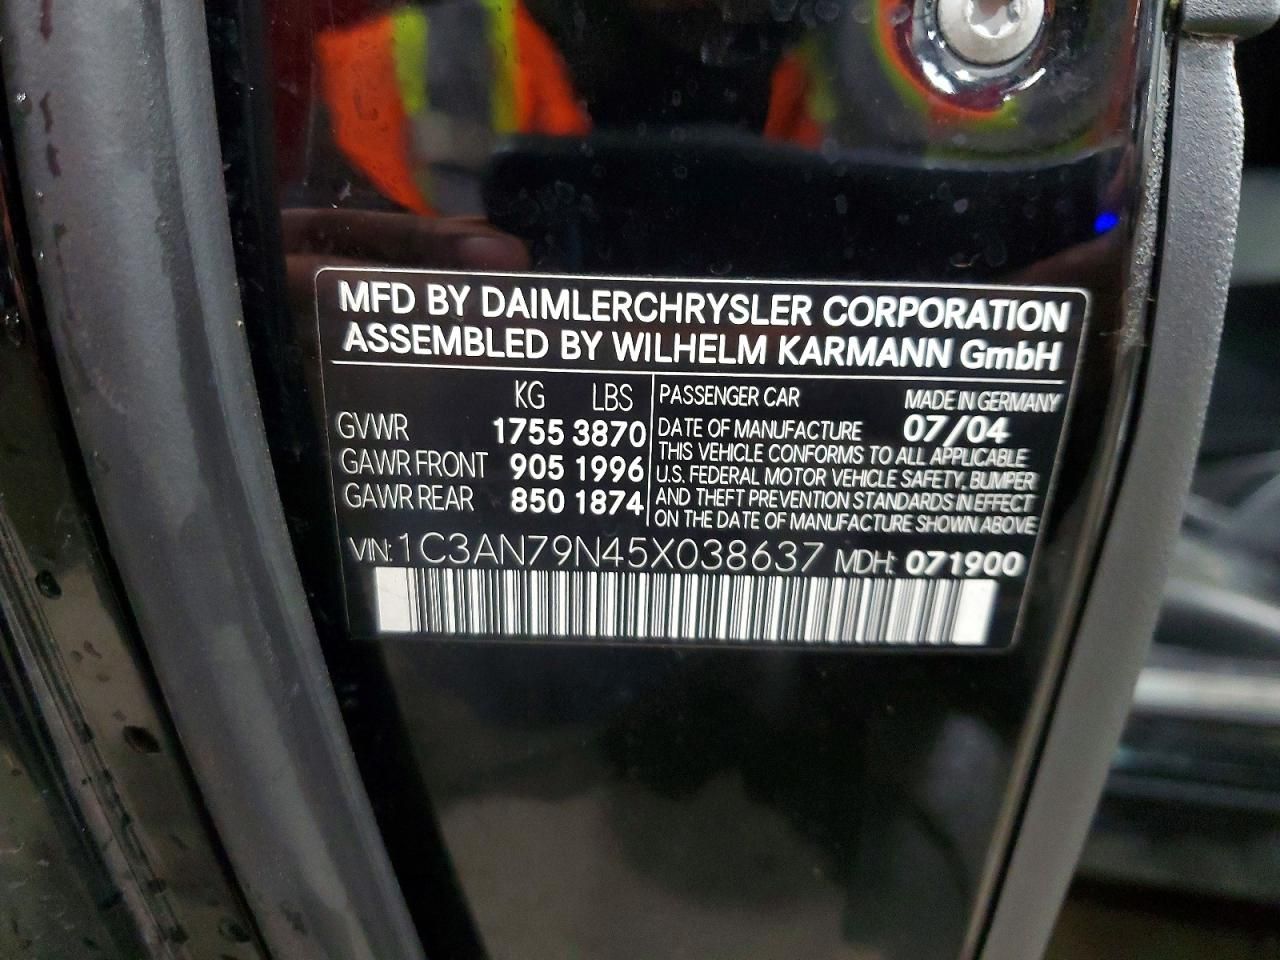 MFD BY DAIMLERCHRYSLER CORPORATION
ASSEMBLED BY WILHELM KARMANN GmbH
KG LBS
GVWR 1755 3870
GAWR FRONT 905 1996
GAWR REAR 850 1874
PASSENGER CAR MADE IN GERMANY
DATE OF MANUFACTURE 07/04
THIS VEHICLE CONFORMS TO ALL APPLICABLE
U.S. FEDERAL MOTOR VEHICLE SAFETY, BUMPER
AND THEFT PREVENTION STANDARDS IN EFFECT
ON THE DATE OF MANUFACTURE SHOWN ABOVE
VIN: 1C3AN79N45X038637 MDH: 071900